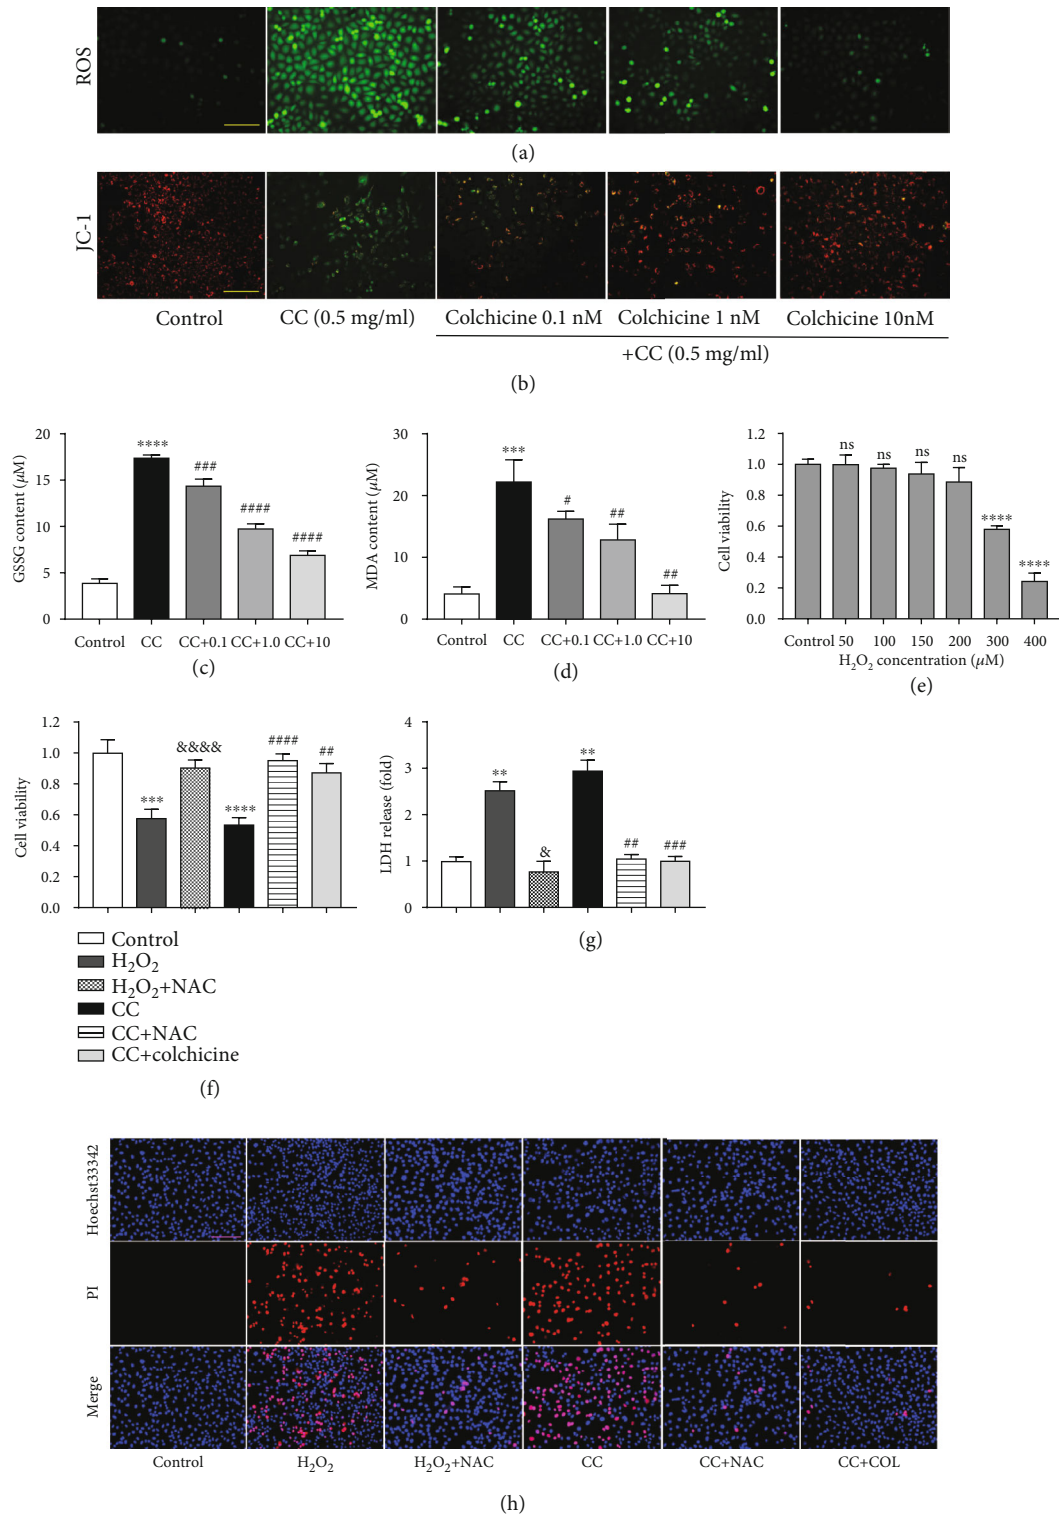 ROS
(a)
JC-1
Control
CC (0.5 mg/ml)
Colchicine 0.1 nM
Colchicine 1 nM
Colchicine 10nM
+CC (0.5 mg/ml)
(b)
GSSG content (μM)
20
15
10
5
0
****
###
####
####
Control
CC
CC+0.1
CC+1.0
CC+10
(c)
MDA content (μM)
30
20
10
0
***
#
##
##
Control
CC
CC+0.1
CC+1.0
CC+10
(d)
Cell viability
1.2
1.0
0.8
0.6
0.4
0.2
0.0
ns
ns
ns
ns
****
****
Control
50
100
150
200
300
400
H₂O₂ concentration (μM)
(e)
Cell viability
1.2
1.0
0.8
0.6
0.4
0.2
0.0
***
&&&&
****
####
##
Control
H₂O₂
H₂O₂+NAC
CC
CC+NAC
CC+colchicine
(f)
LDH release (fold)
4
3
2
1
0
**
&
**
##
###
(g)
Hoechst33342
PI
Merge
Control
H₂O₂
H₂O₂+NAC
CC
CC+NAC
CC+COL
(h)